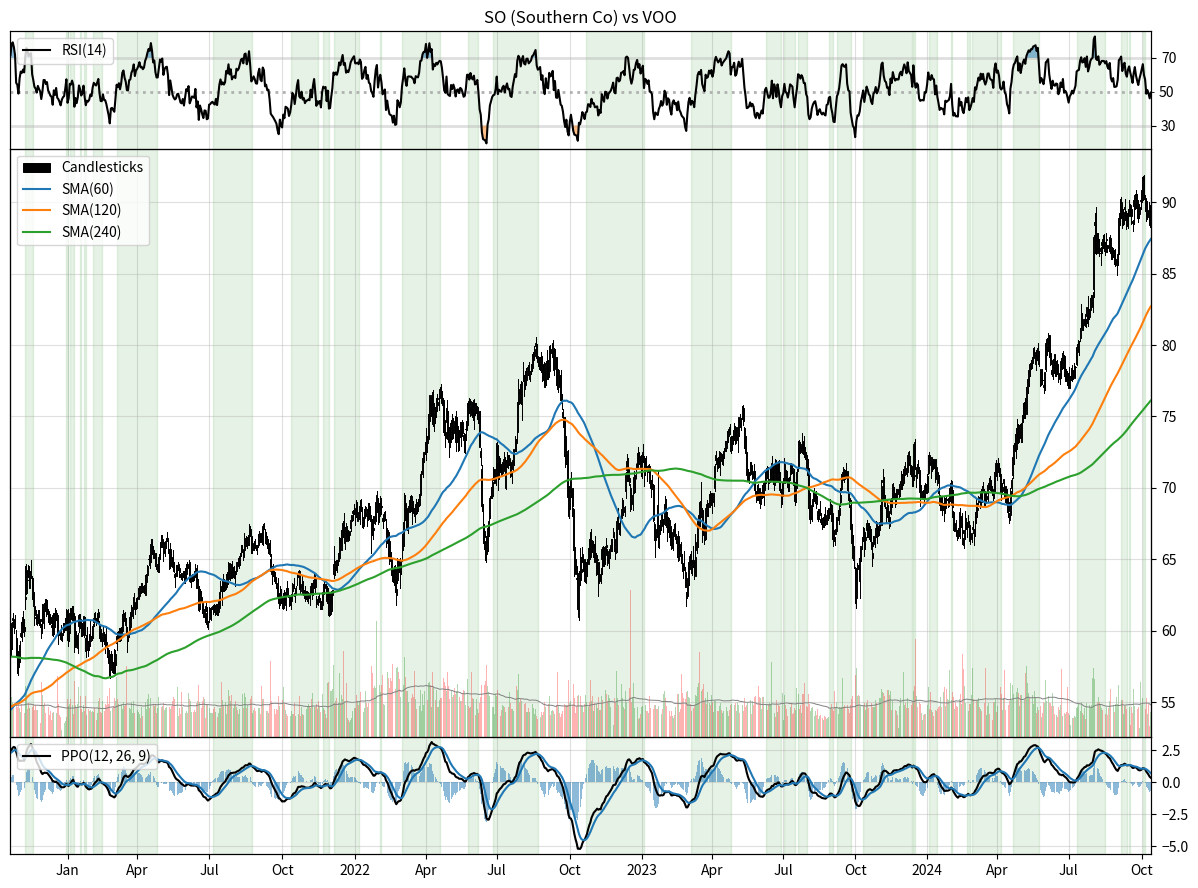 SO (Southern Co) vs VOO
RSI(14)
70
50
30
Candlesticks
SMA(60)
SMA(120)
SMA(240)
90
85
80
75
70
65
60
55
PPO(12, 26, 9)
2.5
0.0
−2.5
−5.0
Jan Apr Jul Oct 2022 Apr Jul Oct 2023 Apr Jul Oct 2024 Apr Jul Oct